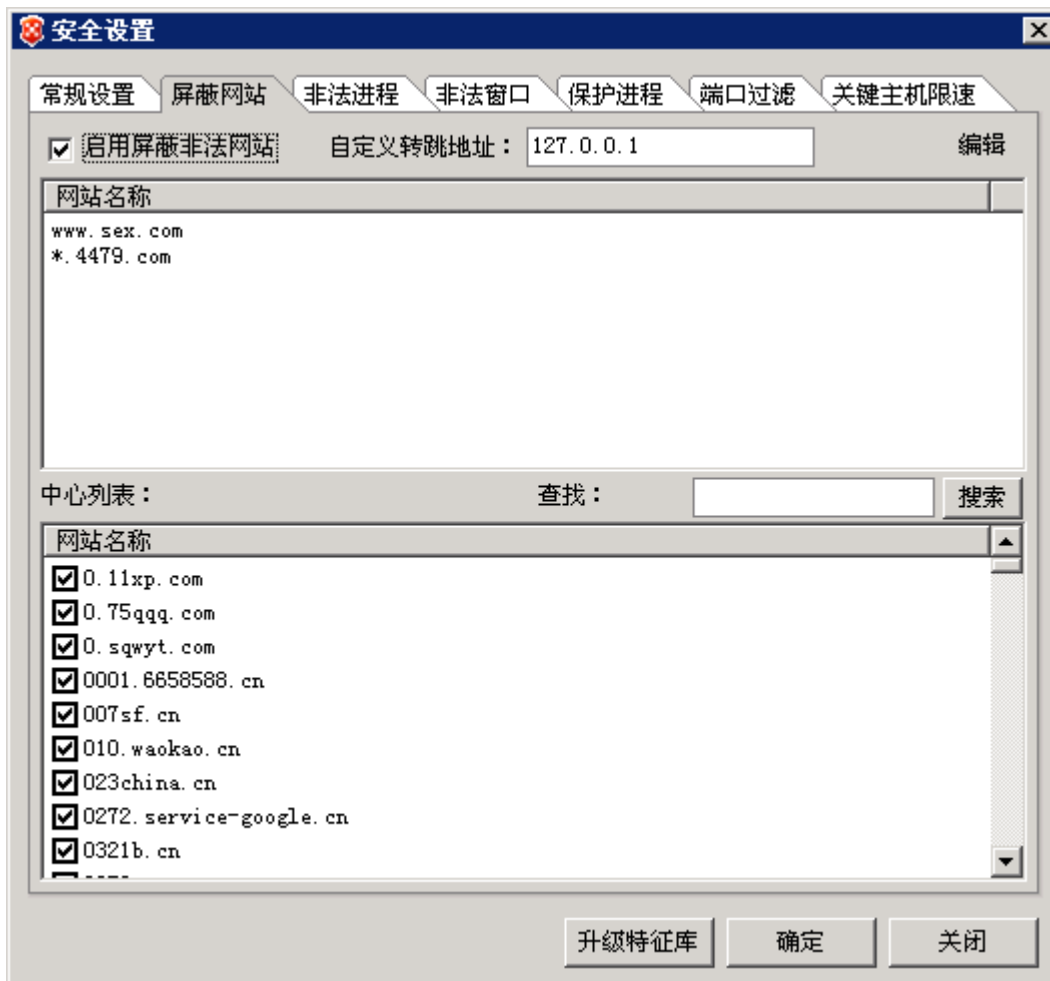 安全设置
常规设置 屏蔽网站 非法进程 非法窗口 保护进程 端口过滤 关键主机限速
启用屏蔽非法网站 自定义转跳地址： 127.0.0.1 编辑
网站名称
www.sex.com
*.4479.com
中心列表： 查找： 搜索
网站名称
0.11xp.com
0.75qqq.com
0.sqwyt.com
0001.6658588.cn
007sf.cn
010.waokao.cn
023china.cn
0272.service-google.cn
0321b.cn
升级特征库 确定 关闭